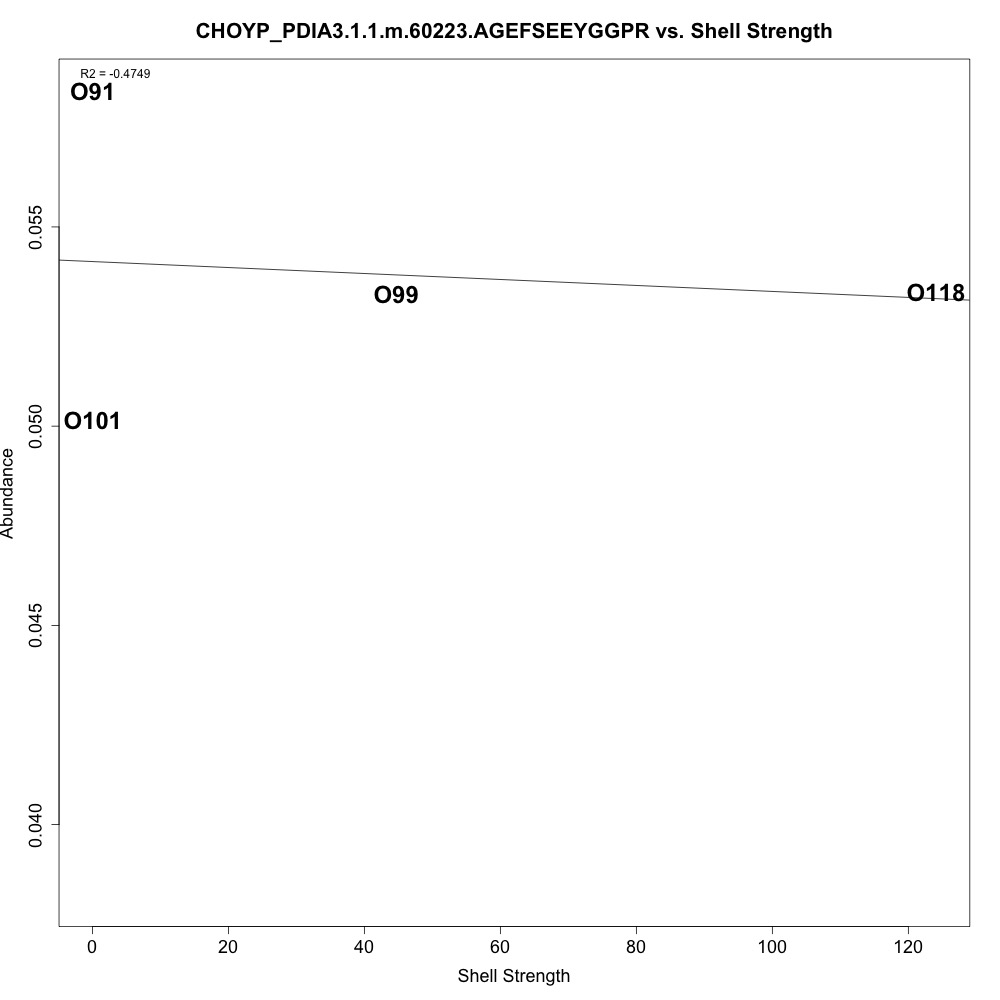 CHOYP_PDIA3.1.1.m.60223.AGEFSEEYGGPR vs. Shell Strength
R2 = -0.4749
O91
O99
O118
O101
0.055
0.050
0.045
0.040
Abundance
0 20 40 60 80 100 120
Shell Strength